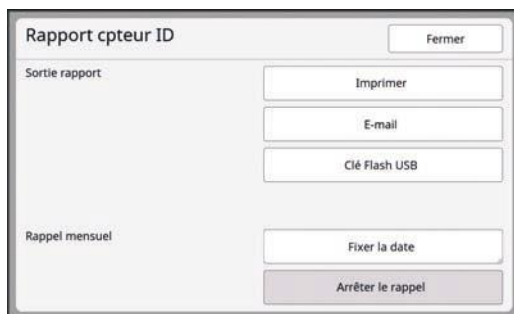 Rapport cpteur ID
Fermer
Sortie rapport
Imprimer
E-mail
Clé Flash USB
Rappel mensuel
Fixer la date
Arrêter le rappel